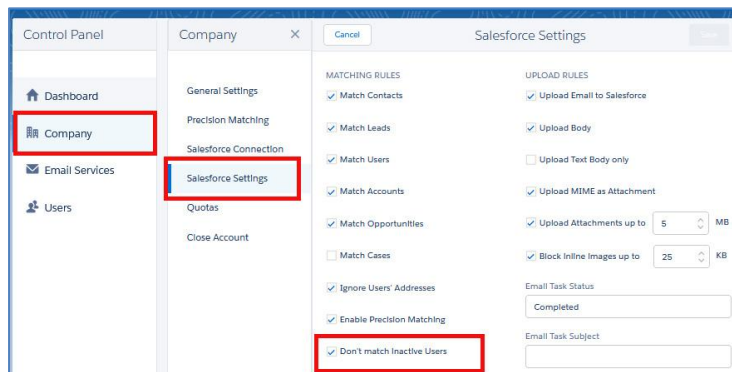 Control Panel
Dashboard
Company
Email Services
Users
Company ×
General Settings
Precision Matching
Salesforce Connection
Salesforce Settings
Quotas
Close Account
Cancel
Salesforce Settings
MATCHING RULES
Match Contacts
Match Leads
Match Users
Match Accounts
Match Opportunities
Match Cases
Ignore Users' Addresses
Enable Precision Matching
Don't match Inactive Users
UPLOAD RULES
Upload Email to Salesforce
Upload Body
Upload Text Body only
Upload MIME as Attachment
Upload Attachments up to 5 MB
Block Inline Images up to 25 KB
Email Task Status
Completed
Email Task Subject